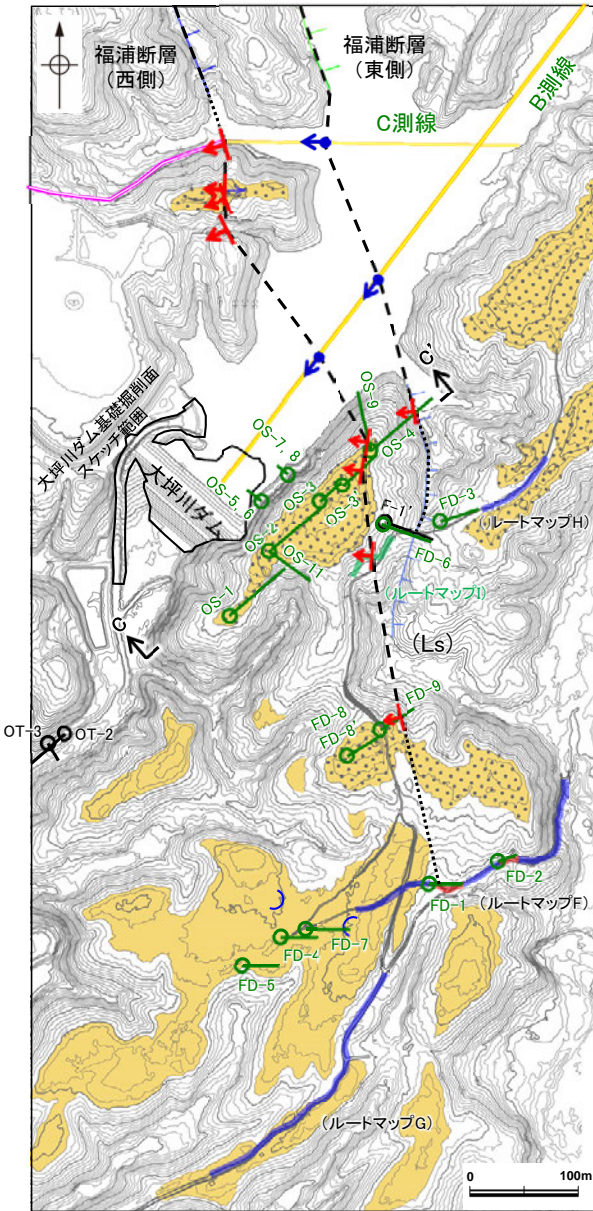 福浦断層
（西側）
福浦断層
（東側）
B測線
C測線
大坪川ダム基礎掘削面
スケッチ範囲
大坪川ダム
C'
OS-9
OS-4
OS-7, 8
OS-5, 6
OS-3
OS-3'
OS-2
OS-11
OS-1
F-1'
FD-3
FD-6
(ルートマップH)
(ルートマップI)
C
(Ls)
OT-3
OT-2
FD-9
FD-8
FD-8'
FD-2
FD-1
(ルートマップF)
FD-7
FD-4
FD-5
(ルートマップG)
0
100m